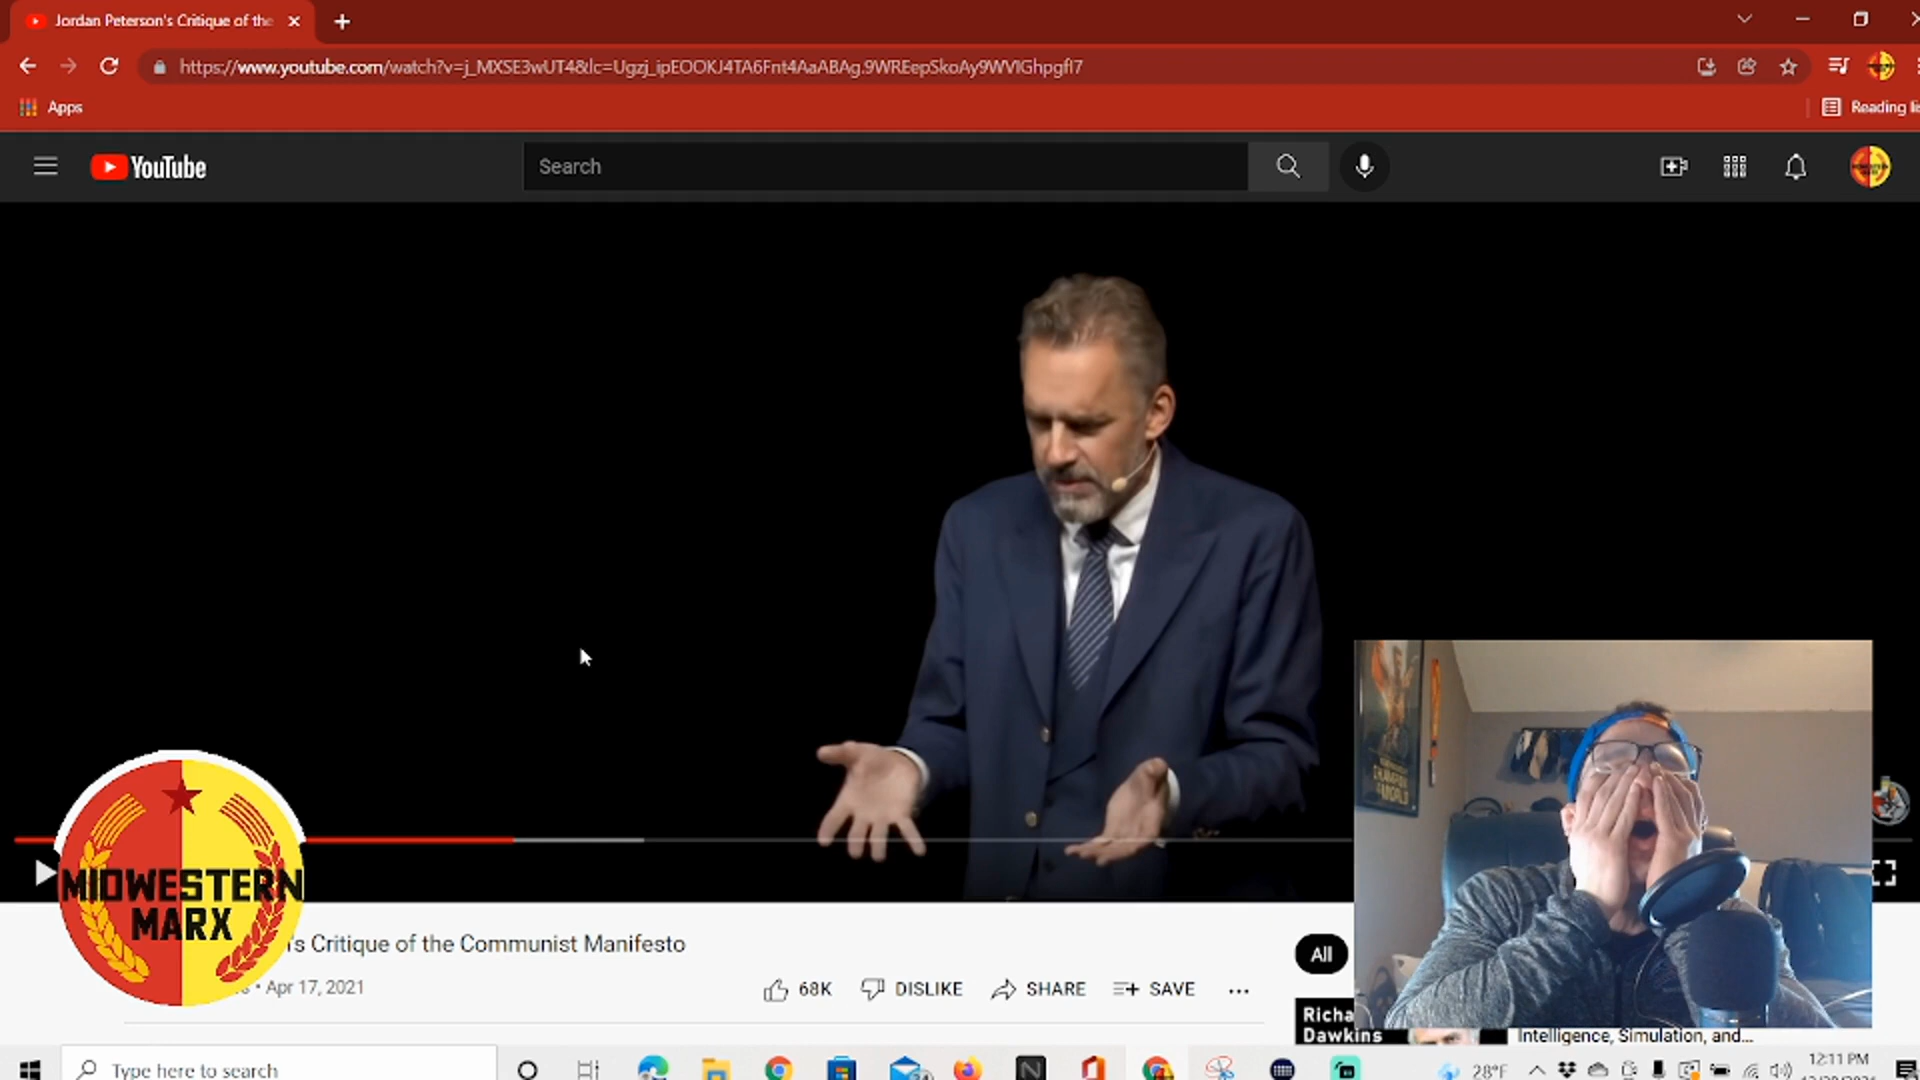 Jordan Peterson's Critique of the
https://www.youtube.com/watch?v=j_MXSE3wUT4&lc=Ugzj_ipEOOKJ4TA6Fnt4AaABAg.9WREepSkoAy9WVIGhpgfI7
Apps
Reading lis
YouTube
Search
MIDWESTERN
MARX
's Critique of the Communist Manifesto
• Apr 17, 2021
68K
DISLIKE
SHARE
SAVE
All
Richa
Dawkins
Intelligence, Simulation, and...
Type here to search
28°F
12:11 PM